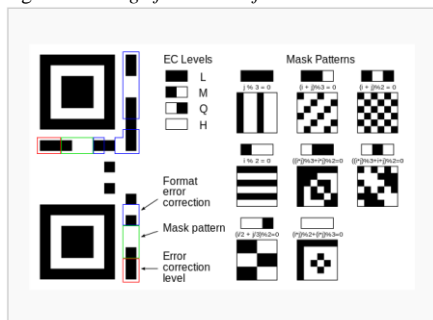 EC Levels
L
M
Q
H
Mask Patterns
j % 3 = 0
(i + j)%3 = 0
(i + j)%2 = 0
i % 2 = 0
((i*j)%3+i*j)%2=0
((i*j)%3+i+j)%2=0
(i/2 + j/3)%2=0
(i*j)%2+(i*j)%3=0
Format
error
correction
Mask pattern
Error
correction
level